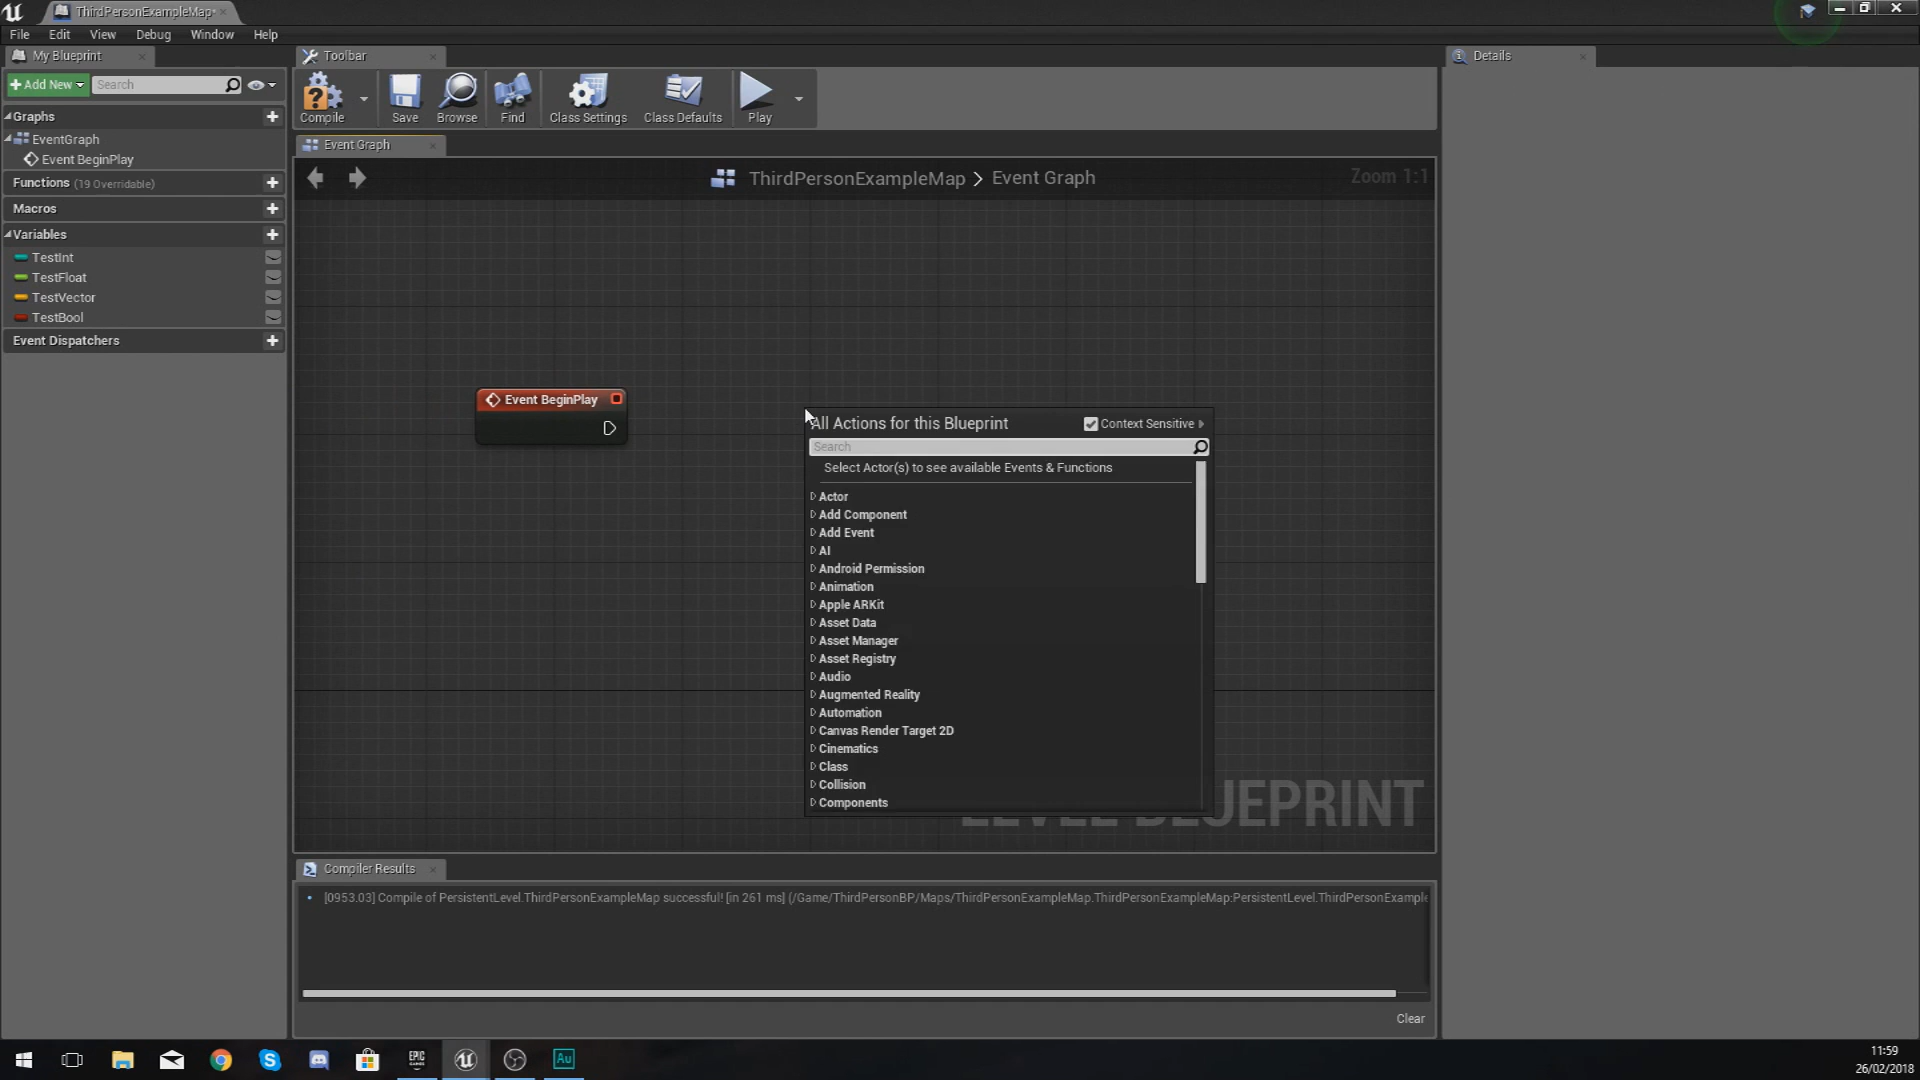 ThirdPersonExampleMap*
File Edit View Debug Window Help
My Blueprint
Toolbar
Details
Add New
Search
Compile
Save
Browse
Find
Class Settings
Class Defaults
Play
Graphs
EventGraph
Event BeginPlay
Functions (19 Overridable)
Macros
Variables
TestInt
TestFloat
TestVector
TestBool
Event Dispatchers
Event Graph
ThirdPersonExampleMap > Event Graph
Zoom 1:1
Event BeginPlay
All Actions for this Blueprint
Context Sensitive
Search
Select Actor(s) to see available Events & Functions
Actor
Add Component
Add Event
AI
Android Permission
Animation
Apple ARKit
Asset Data
Asset Manager
Asset Registry
Audio
Augmented Reality
Automation
Canvas Render Target 2D
Cinematics
Class
Collision
Components
LEVEL BLUEPRINT
Compiler Results
[0953.03] Compile of PersistentLevel.ThirdPersonExampleMap successful! [in 261 ms] (/Game/ThirdPersonBP/Maps/ThirdPersonExampleMap.ThirdPersonExampleMap:PersistentLevel.ThirdPersonExample
Clear
EPIC GAMES
Au
11:59
26/02/2018